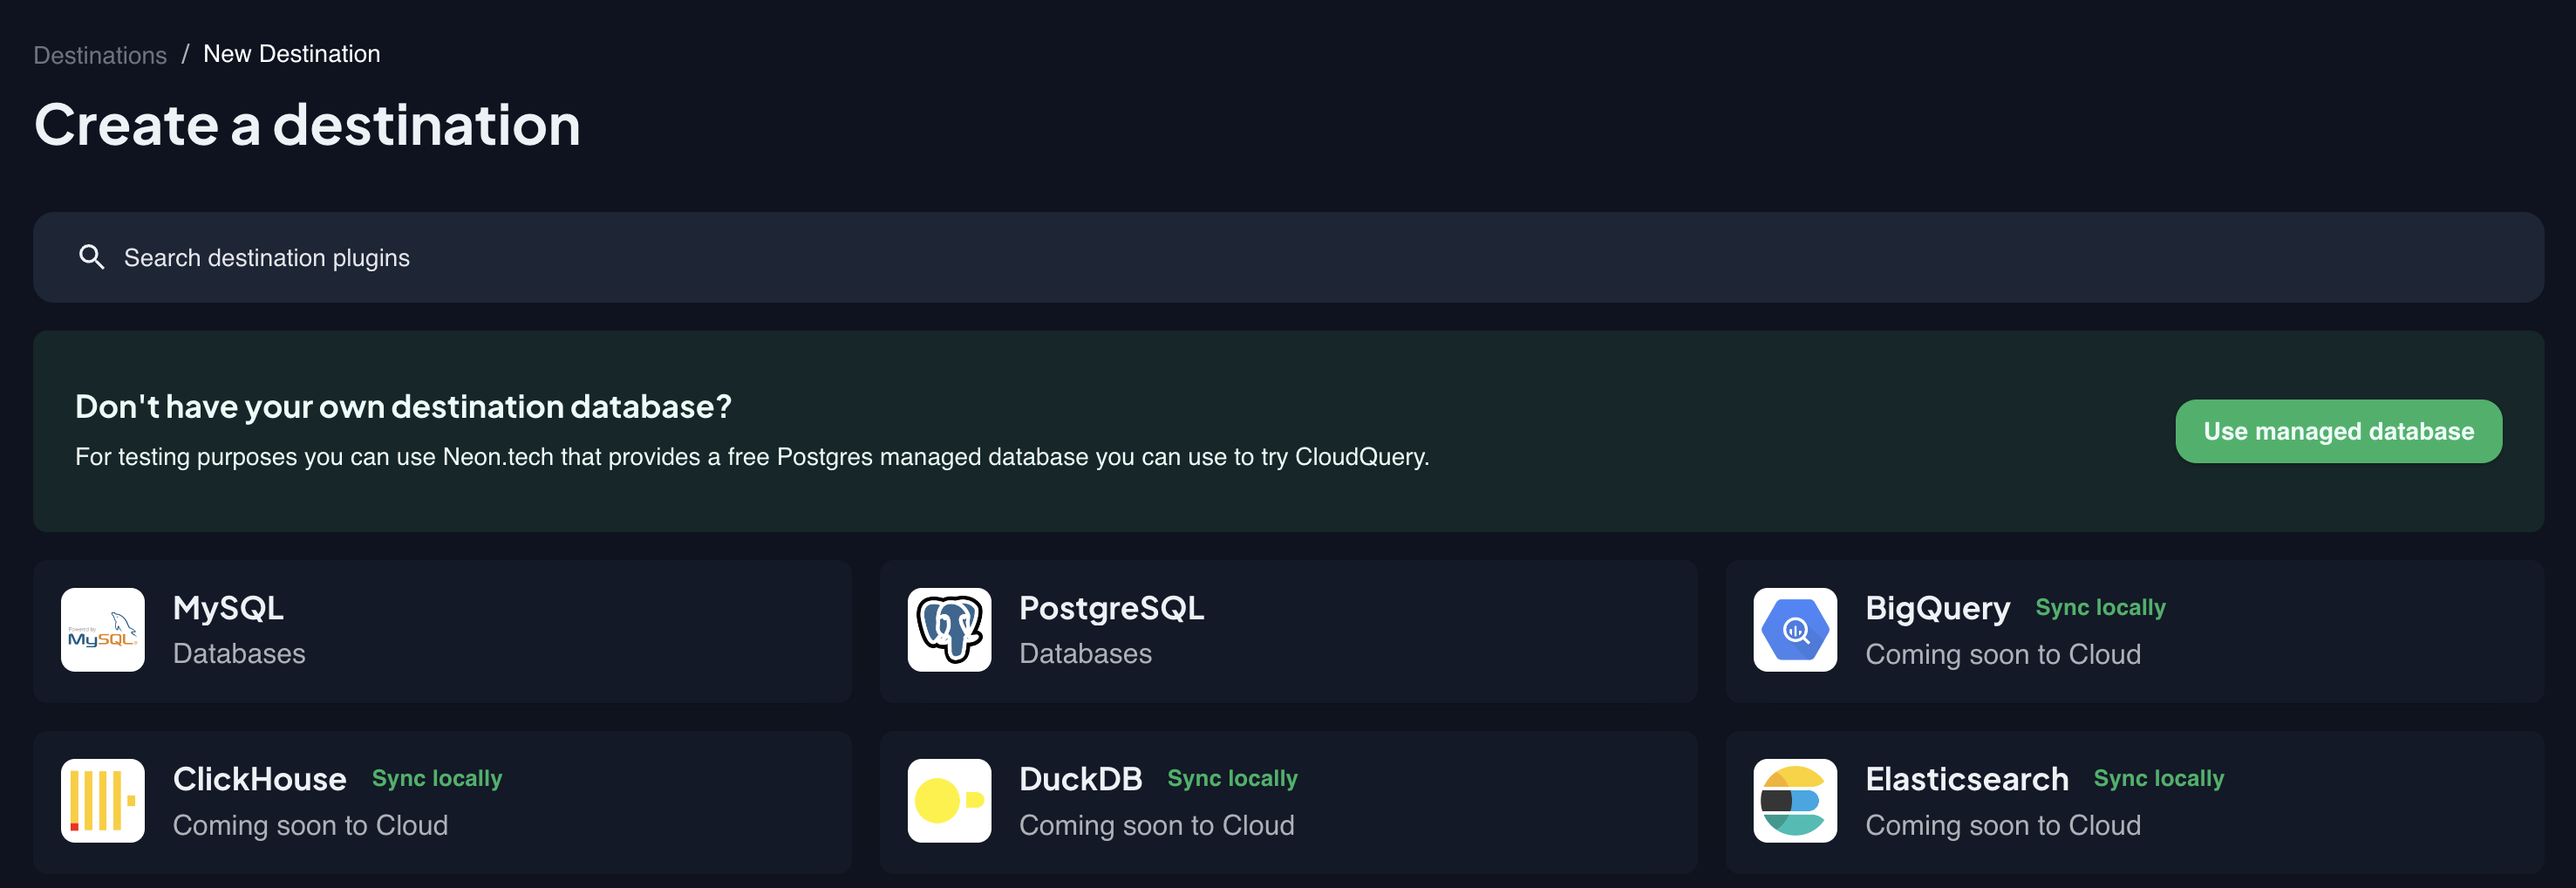 Destinations / New Destination
Create a destination
Search destination plugins
Don't have your own destination database?
For testing purposes you can use Neon.tech that provides a free Postgres managed database you can use to try CloudQuery.
Use managed database
Powered by
MySQL
MySQL
Databases
PostgreSQL
Databases
BigQuery Sync locally
Coming soon to Cloud
ClickHouse Sync locally
Coming soon to Cloud
DuckDB Sync locally
Coming soon to Cloud
Elasticsearch Sync locally
Coming soon to Cloud